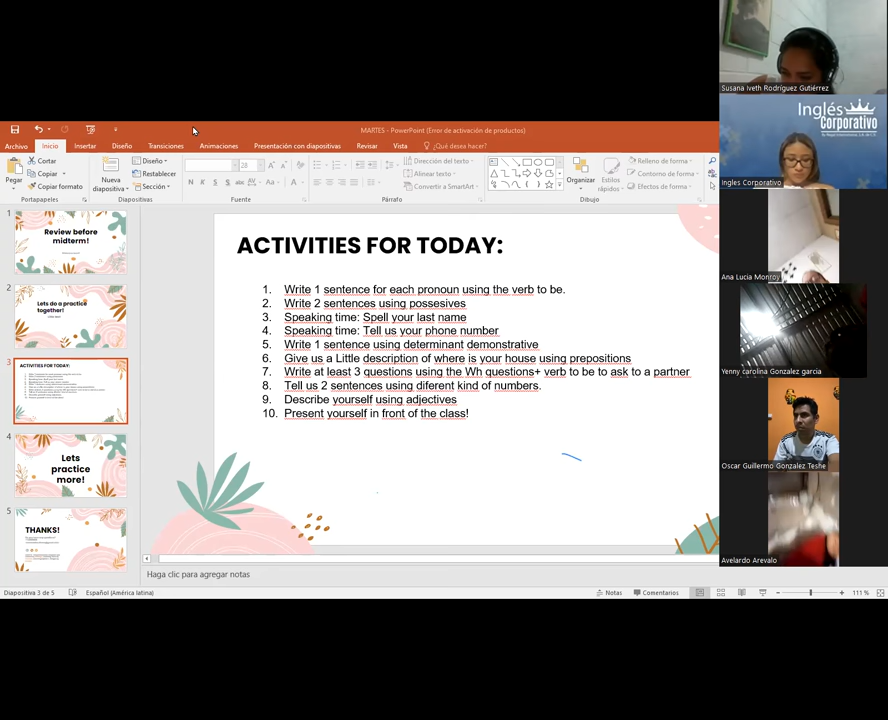 MARTES - PowerPoint (Error de activación de productos)
Archivo Inicio Insertar Diseño Transiciones Animaciones Presentación con diapositivas Revisar Vista ¿Qué desea hacer?
Pegar
Cortar
Copiar
Copiar formato
Portapapeles
Nueva diapositiva
Diseño
Restablecer
Sección
Diapositivas
28
N K S
Aa
Fuente
Dirección del texto
Alinear texto
Convertir a SmartArt
Párrafo
Organizar
Estilos rápidos
Relleno de forma
Contorno de forma
Efectos de forma
Dibujo
1
Review before midterm!
2
Lets do a practice together!
3
ACTIVITIES FOR TODAY:
4
Lets practice more!
5
THANKS!
ACTIVITIES FOR TODAY:
1. Write 1 sentence for each pronoun using the verb to be.
2. Write 2 sentences using possesives
3. Speaking time: Spell your last name
4. Speaking time: Tell us your phone number
5. Write 1 sentence using determinant demonstrative
6. Give us a Little description of where is your house using prepositions
7. Write at least 3 questions using the Wh questions+ verb to be to ask to a partner
8. Tell us 2 sentences using diferent kind of numbers.
9. Describe yourself using adjectives
10. Present yourself in front of the class!
Haga clic para agregar notas
Diapositiva 3 de 5 Español (América latina) Notas Comentarios 111 %
Susana Iveth Rodríguez Gutiérrez
Inglés
Corporativo
Ingles Corporativo
Ana Lucia Monroy
Yenny carolina Gonzalez garcia
Oscar Guillermo Gonzalez Teshe
Avelardo Arevalo